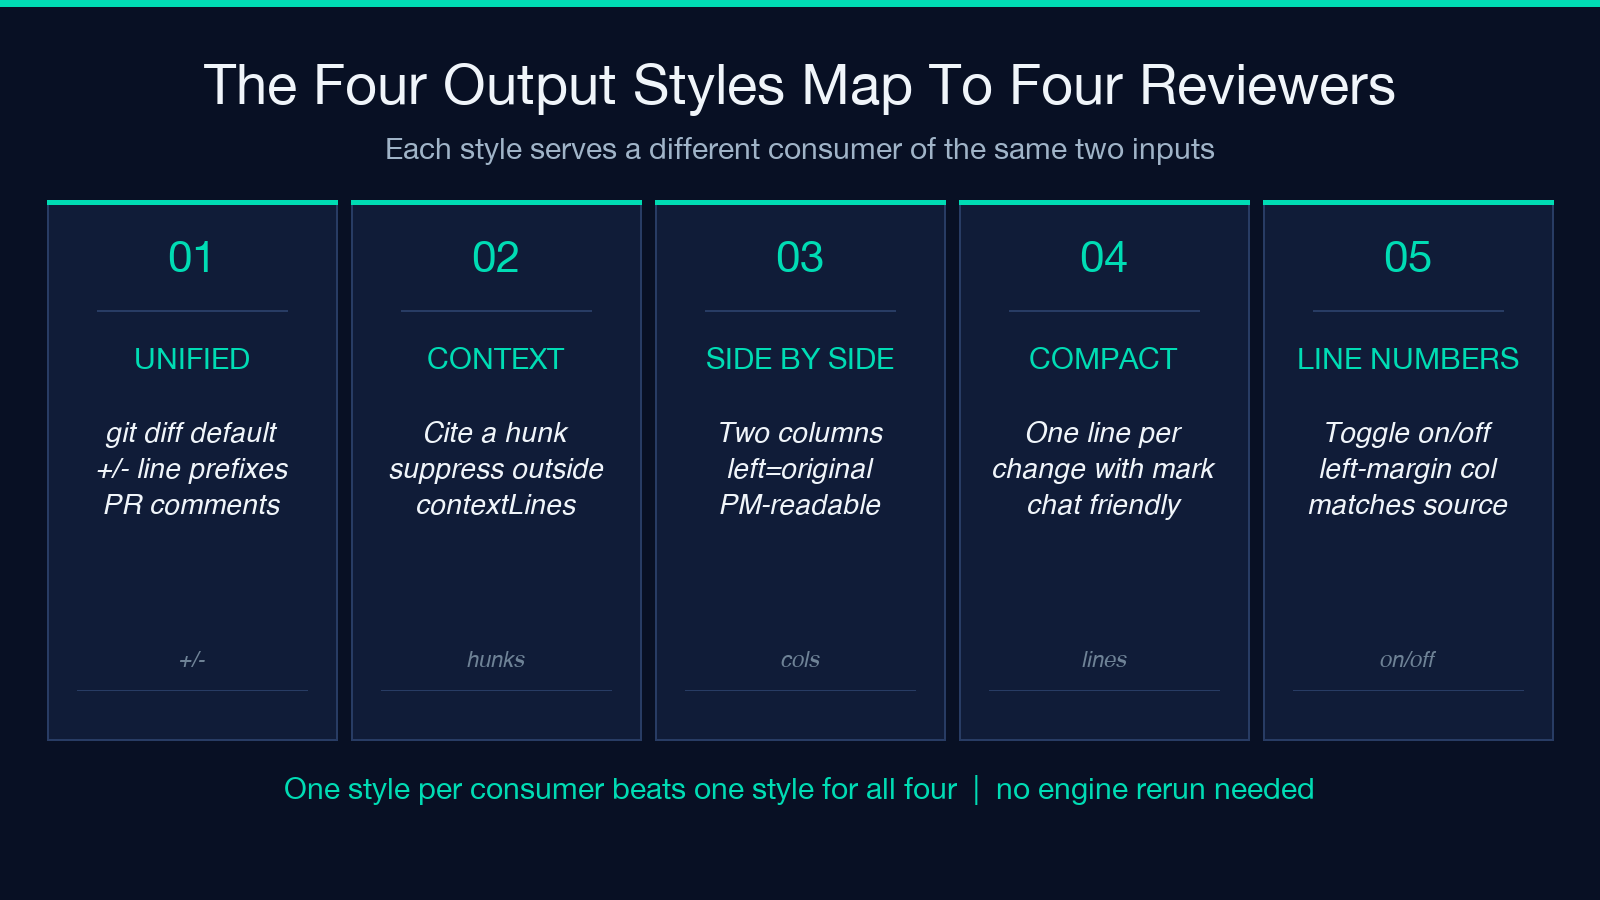 The Four Output Styles Map To Four Reviewers
Each style serves a different consumer of the same two inputs
01
UNIFIED
git diff default
+/- line prefixes
PR comments
+/-
02
CONTEXT
Cite a hunk
suppress outside
contextLines
hunks
03
SIDE BY SIDE
Two columns
left=original
PM-readable
cols
04
COMPACT
One line per
change with mark
chat friendly
lines
05
LINE NUMBERS
Toggle on/off
left-margin col
matches source
on/off
One style per consumer beats one style for all four | no engine rerun needed